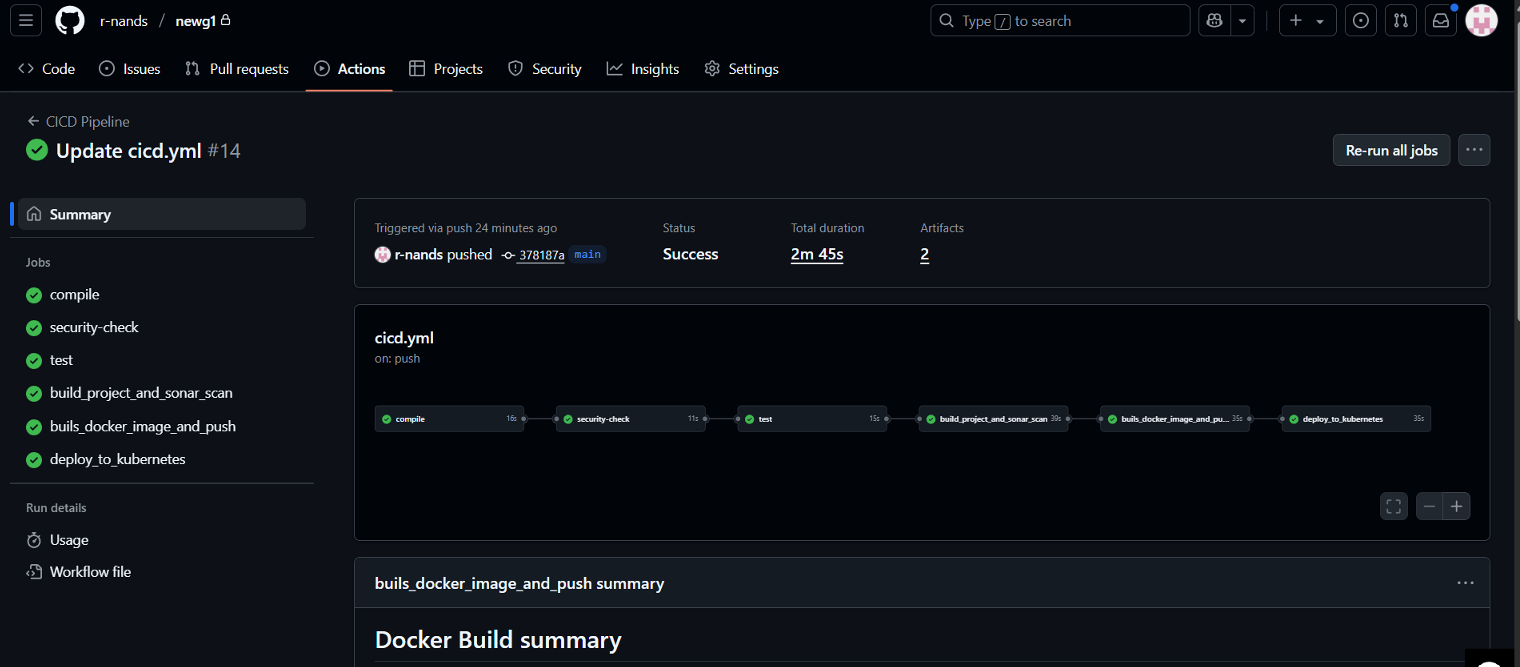 r-nands / newg1
Type / to search
Code Issues Pull requests Actions Projects Security Insights Settings
CICD Pipeline
Update cicd.yml #14
Re-run all jobs
Summary
Jobs
compile
security-check
test
build_project_and_sonar_scan
buils_docker_image_and_push
deploy_to_kubernetes
Run details
Usage
Workflow file
Triggered via push 24 minutes ago
r-nands pushed 378187a main
Status
Success
Total duration
2m 45s
Artifacts
2
cicd.yml
on: push
compile 16s
security-check 11s
test 15s
build_project_and_sonar_scan 39s
buils_docker_image_and_pu... 35s
deploy_to_kubernetes 35s
buils_docker_image_and_push summary
Docker Build summary